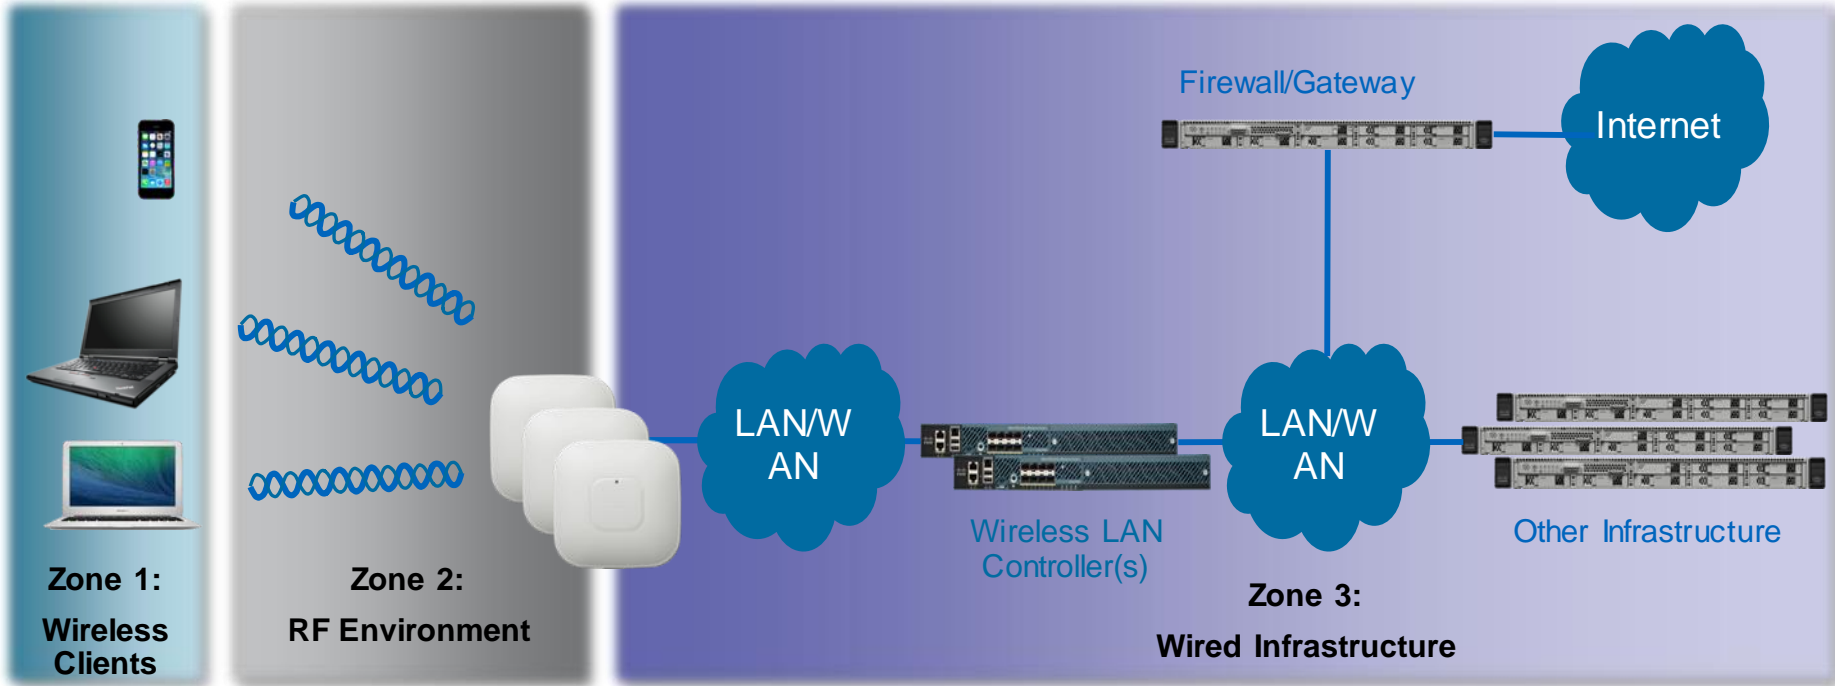 Firewall/Gateway
Internet
LAN/W
AN
LAN/W
AN
Wireless LAN
Controller(s)
Other Infrastructure
Zone 1:
Wireless
Clients
Zone 2:
RF Environment
Zone 3:
Wired Infrastructure